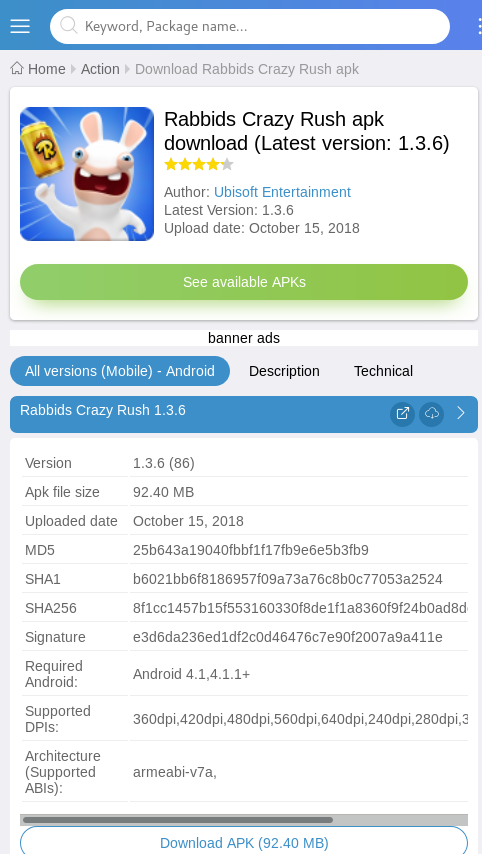 Keyword, Package name...
Home Action Download Rabbids Crazy Rush apk
Rabbids Crazy Rush apk
download (Latest version: 1.3.6)
Author: Ubisoft Entertainment
Latest Version: 1.3.6
Upload date: October 15, 2018
See available APKs
banner ads
All versions (Mobile) - Android Description Technical
Rabbids Crazy Rush 1.3.6
Version 1.3.6 (86)
Apk file size 92.40 MB
Uploaded date October 15, 2018
MD5 25b643a19040fbbf1f17fb9e6e5b3fb9
SHA1 b6021bb6f8186957f09a73a76c8b0c77053a2524
SHA256 8f1cc1457b15f553160330f8de1f1a8360f9f24b0ad8d
Signature e3d6da236ed1df2c0d46476c7e90f2007a9a411e
Required
Android: Android 4.1,4.1.1+
Supported
DPIs: 360dpi,420dpi,480dpi,560dpi,640dpi,240dpi,280dpi,3
Architecture
(Supported armeabi-v7a,
ABIs):
Download APK (92.40 MB)